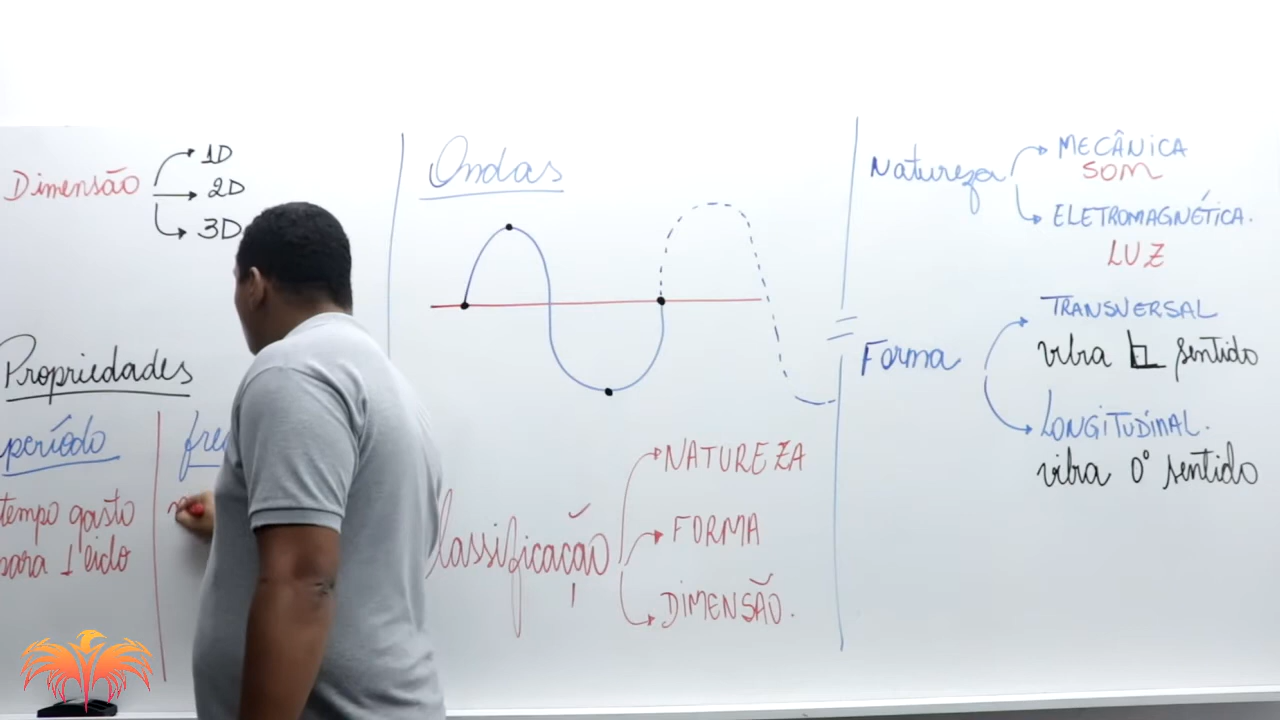 Dimensão
1D
2D
3D
Propriedades
período
tempo gasto
para 1 ciclo
Ondas
Classificação
NATUREZA
FORMA
DIMENSÃO.
Natureza
MECÂNICA
SOM
ELETROMAGNÉTICA.
LUZ
Forma
TRANSVERSAL
vibra sentido
LONGITUDINAL.
vibra 0° sentido